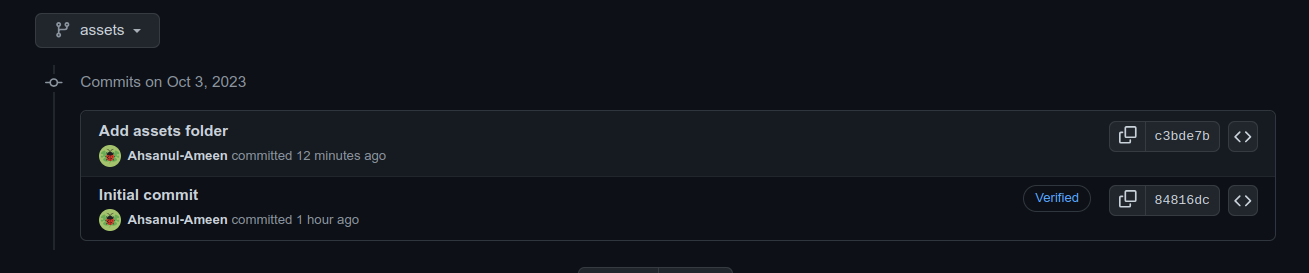 assets
Commits on Oct 3, 2023
Add assets folder
c3bde7b
Ahsanul-Ameen committed 12 minutes ago
Initial commit
Verified
84816dc
Ahsanul-Ameen committed 1 hour ago